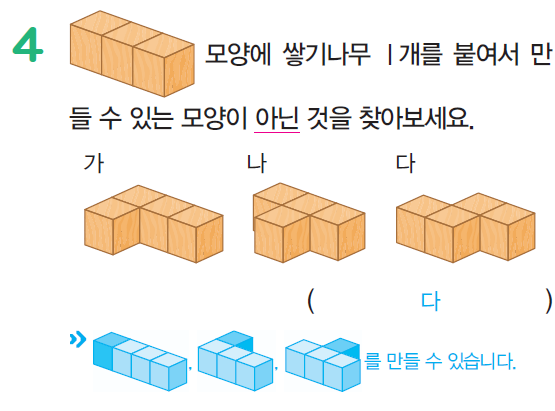 4 모양에 쌓기나무 1개를 붙여서 만
들 수 있는 모양이 아닌 것을 찾아보세요.
가 나 다
( 다 )
» , , 를 만들 수 있습니다.